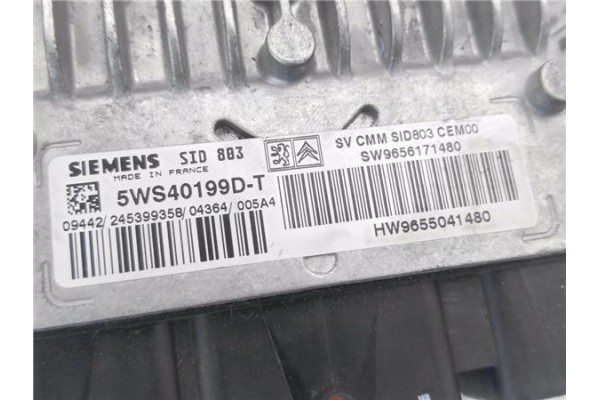 SIEMENS SID 803
MADE IN FRANCE
5WS40199D-T
09442/245399358/04364/005A4
SV CMM SID803 CEM00
SW9656171480
HW9655041480